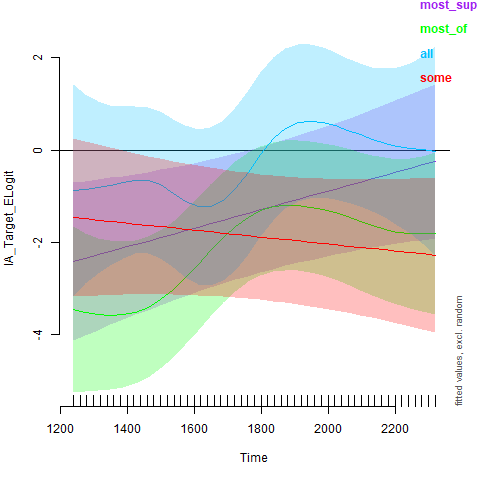 most_sup
most_of
all
some
2
0
-2
-4
IA_Target_ELogit
fitted values, excl. random
1200 1400 1600 1800 2000 2200
Time